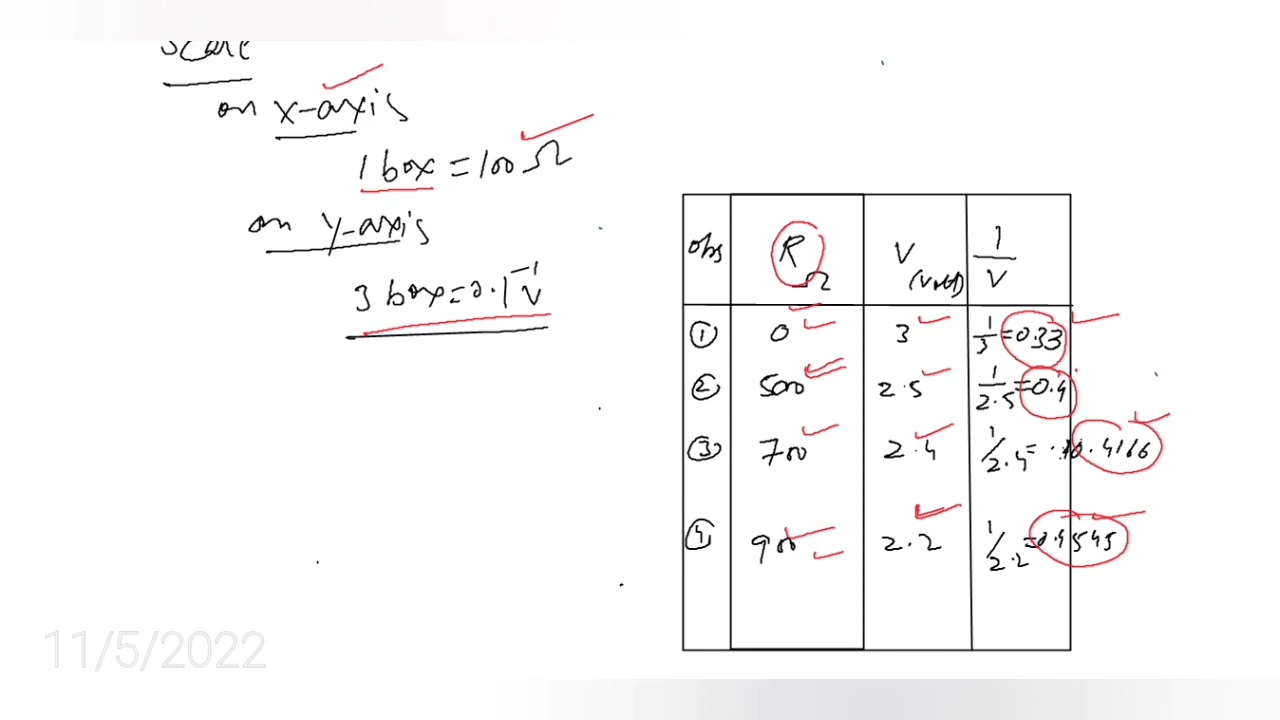 Scale
on x-axis
1 box = 100 Ω
on y-axis
3 box = 0.1 V⁻¹
obs R Ω V (volt) 1/V
① 0 3 1/3 = 0.33
② 500 2.5 1/2.5 = 0.4
③ 700 2.4 1/2.4 = 0.4166
④ 900 2.2 1/2.2 = 0.4545
11/5/2022